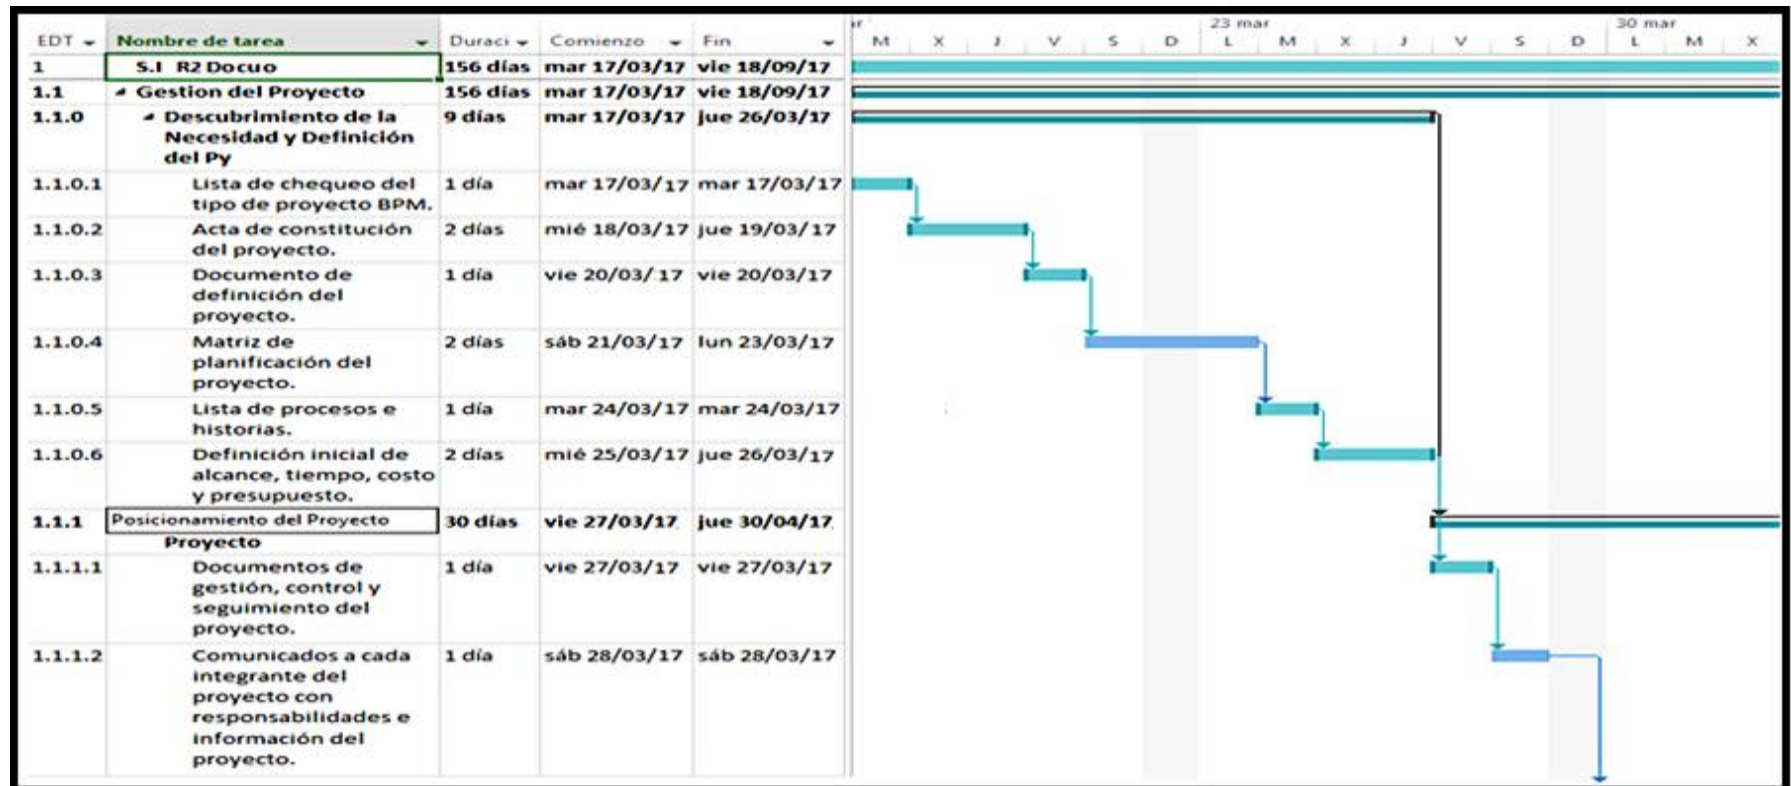 ar 23 mar 30 mar
EDT Nombre de tarea Duraci Comienzo Fin M X J V S D L M X J V S D L M X
1 S.I R2 Docuo 156 días mar 17/03/17 vie 18/09/17
1.1 Gestion del Proyecto 156 días mar 17/03/17 vie 18/09/17
1.1.0 Descubrimiento de la 9 días mar 17/03/17 jue 26/03/17
Necesidad y Definición
del Py
1.1.0.1 Lista de chequeo del 1 día mar 17/03/17 mar 17/03/17
tipo de proyecto BPM.
1.1.0.2 Acta de constitución 2 días mié 18/03/17 jue 19/03/17
del proyecto.
1.1.0.3 Documento de 1 día vie 20/03/17 vie 20/03/17
definición del
proyecto.
1.1.0.4 Matriz de 2 días sáb 21/03/17 lun 23/03/17
planificación del
proyecto.
1.1.0.5 Lista de procesos e 1 día mar 24/03/17 mar 24/03/17
historias.
1.1.0.6 Definición inicial de 2 días mié 25/03/17 jue 26/03/17
alcance, tiempo, costo
y presupuesto.
1.1.1 Posicionamiento del Proyecto 30 días vie 27/03/17 jue 30/04/17
Proyecto
1.1.1.1 Documentos de 1 día vie 27/03/17 vie 27/03/17
gestión, control y
seguimiento del
proyecto.
1.1.1.2 Comunicados a cada 1 día sáb 28/03/17 sáb 28/03/17
integrante del
proyecto con
responsabilidades e
información del
proyecto.